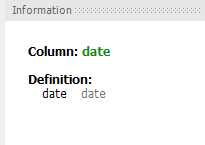 Information
Column: date
Definition:
date date